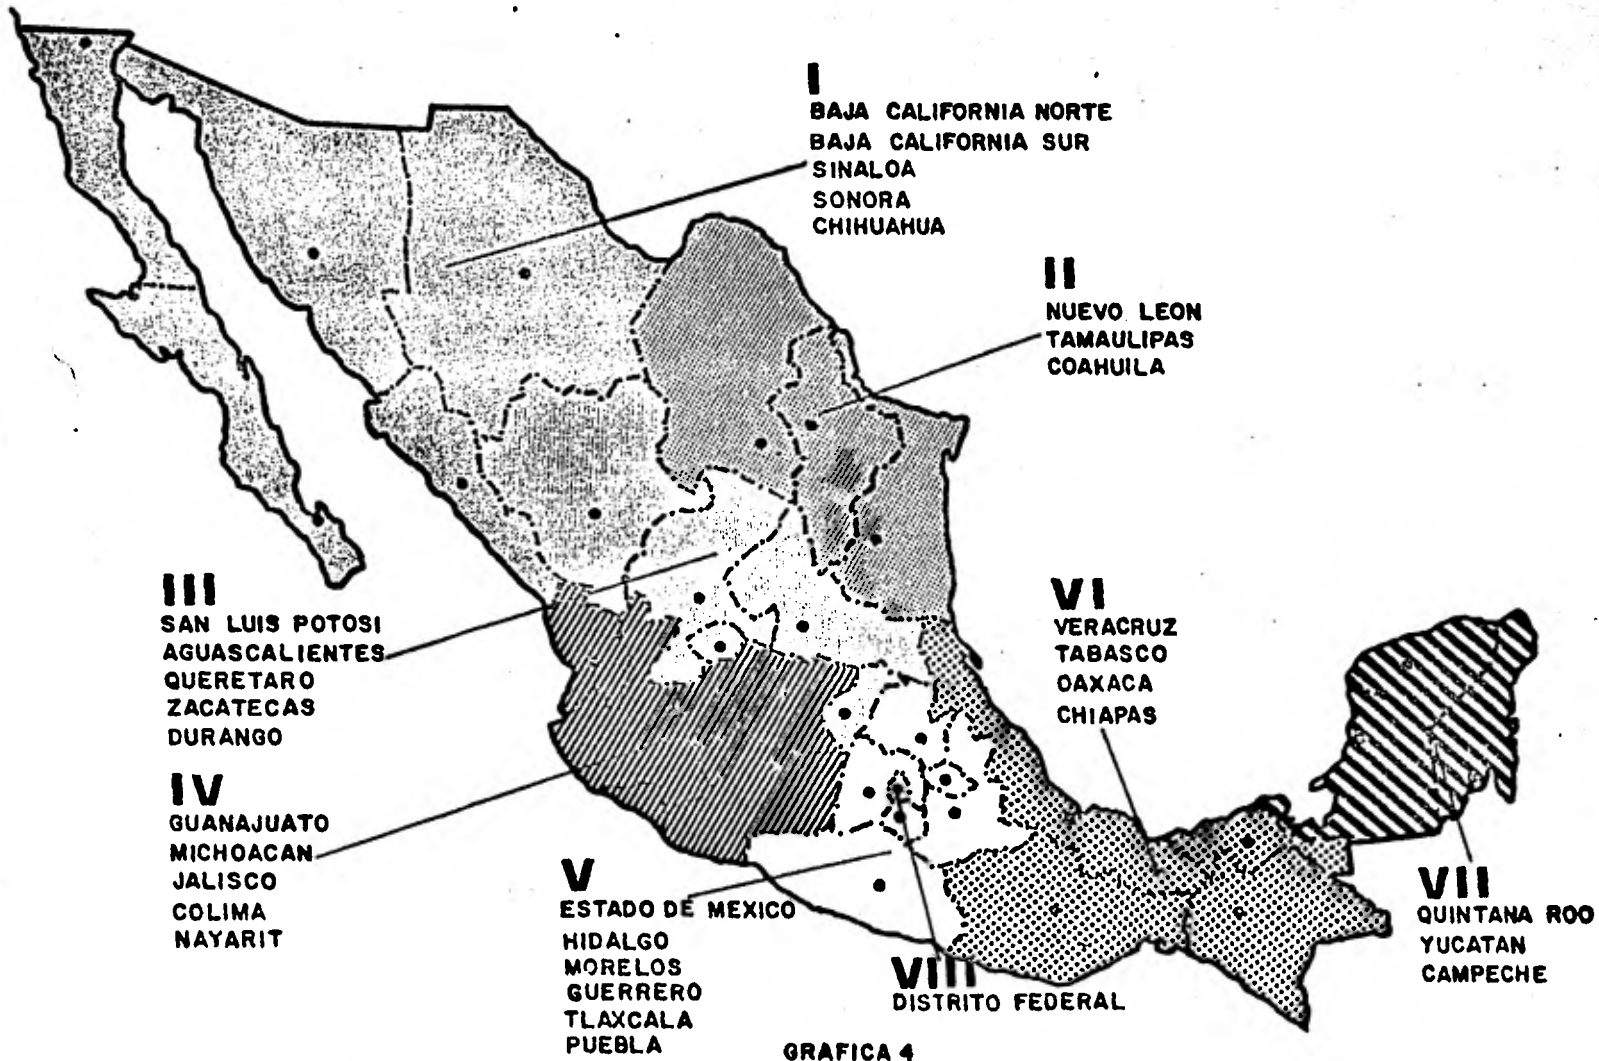 I
BAJA CALIFORNIA NORTE
BAJA CALIFORNIA SUR
SINALOA
SONORA
CHIHUAHUA
II
NUEVO LEON
TAMAULIPAS
COAHUILA
III
SAN LUIS POTOSI
AGUASCALIENTES
QUERETARO
ZACATECAS
DURANGO
IV
GUANAJUATO
MICHOACAN
JALISCO
COLIMA
NAYARIT
V
ESTADO DE MEXICO
HIDALGO
MORELOS
GUERRERO
TLAXCALA
PUEBLA
VI
VERACRUZ
TABASCO
OAXACA
CHIAPAS
VII
QUINTANA ROO
YUCATAN
CAMPECHE
VIII
DISTRITO FEDERAL
GRAFICA 4